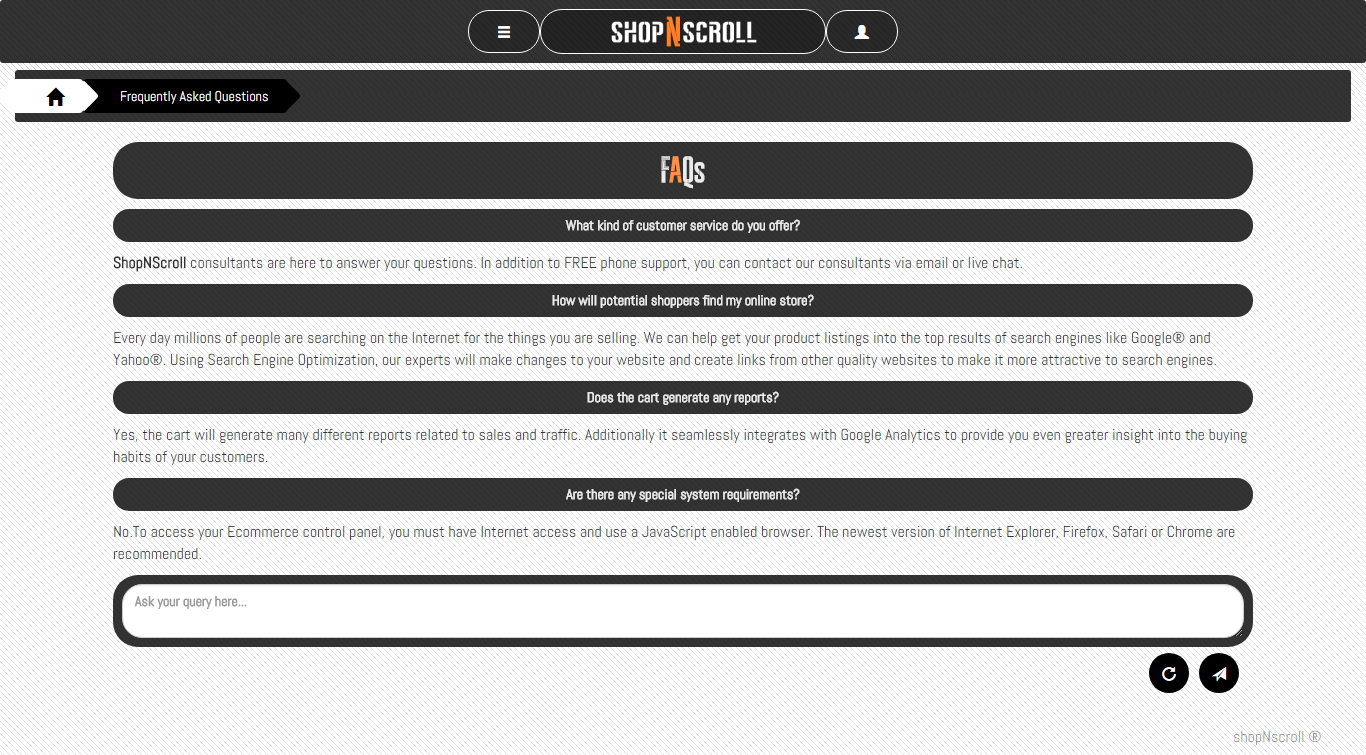 SHOPNSCROLL
Frequently Asked Questions
FAQs
What kind of customer service do you offer?
ShopNScroll consultants are here to answer your questions. In addition to FREE phone support, you can contact our consultants via email or live chat.
How will potential shoppers find my online store?
Every day millions of people are searching on the Internet for the things you are selling. We can help get your product listings into the top results of search engines like Google® and
Yahoo®. Using Search Engine Optimization, our experts will make changes to your website and create links from other quality websites to make it more attractive to search engines.
Does the cart generate any reports?
Yes, the cart will generate many different reports related to sales and traffic. Additionally it seamlessly integrates with Google Analytics to provide you even greater insight into the buying
habits of your customers.
Are there any special system requirements?
No.To access your Ecommerce control panel, you must have Internet access and use a JavaScript enabled browser. The newest version of Internet Explorer, Firefox, Safari or Chrome are
recommended.
Ask your query here...
shopNscroll ®